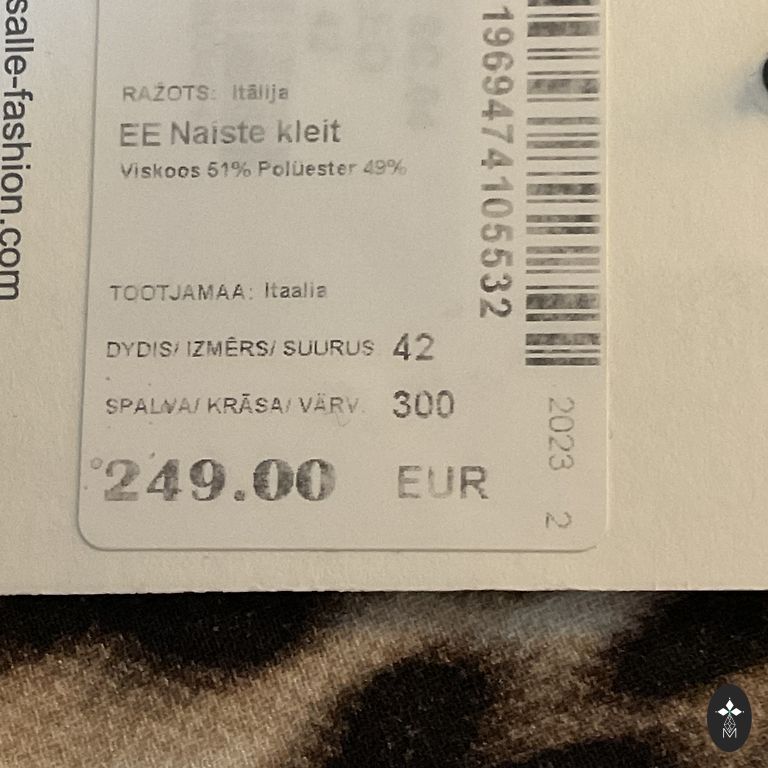 salle-fashion.com
RAŽOTS: Itālija
EE Naiste kleit
Viskoos 51% Polüester 49%
TOOTJAMAA: Itaalia
DYDIS/ IZMĒRS/ SUURUS 42
SPALVA/ KRĀSA/ VÄRV. 300
249.00 EUR
1969474105532
2023 2
M